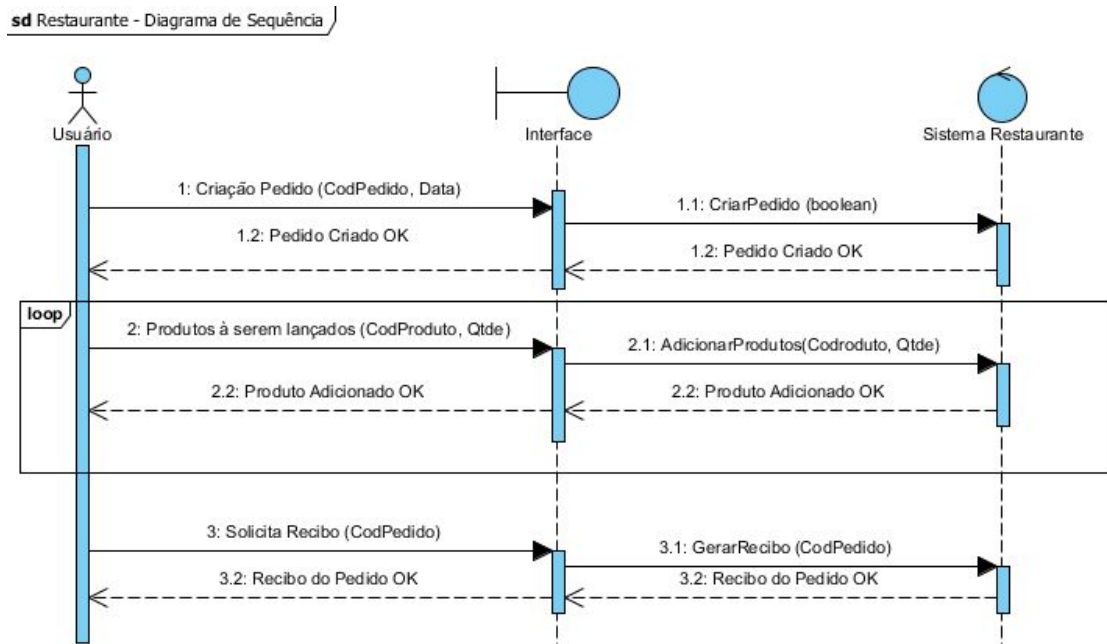 sd Restaurante - Diagrama de Sequência
Usuário
Interface
Sistema Restaurante
1: Criação Pedido (CodPedido, Data)
1.1: CriarPedido (boolean)
1.2: Pedido Criado OK
1.2: Pedido Criado OK
loop
2: Produtos à serem lançados (CodProduto, Qtde)
2.1: AdicionarProdutos(Codroduto, Qtde)
2.2: Produto Adicionado OK
2.2: Produto Adicionado OK
3: Solicita Recibo (CodPedido)
3.1: GerarRecibo (CodPedido)
3.2: Recibo do Pedido OK
3.2: Recibo do Pedido OK